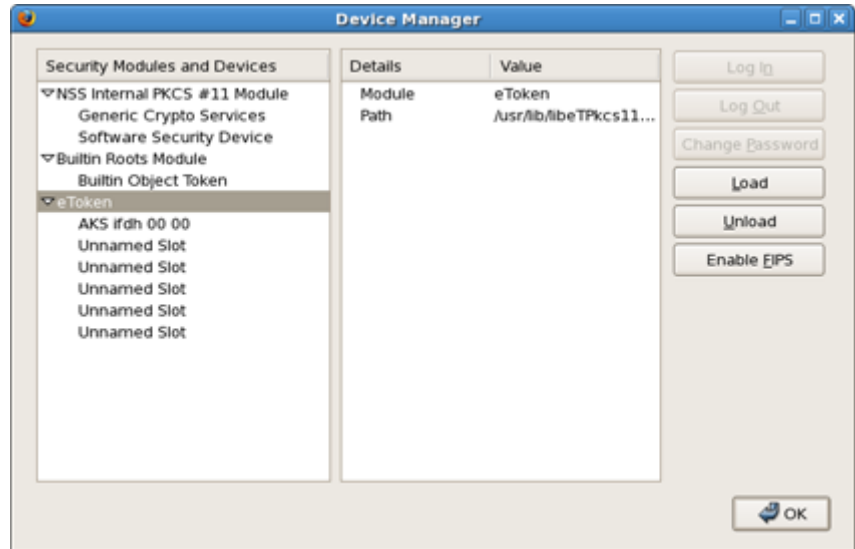 Device Manager
Security Modules and Devices
NSS Internal PKCS #11 Module
Generic Crypto Services
Software Security Device
Builtin Roots Module
Builtin Object Token
eToken
AKS ifdh 00 00
Unnamed Slot
Unnamed Slot
Unnamed Slot
Unnamed Slot
Unnamed Slot
Details Value
Module eToken
Path /usr/lib/libeTPkcs11...
Log In
Log Out
Change Password
Load
Unload
Enable FIPS
OK